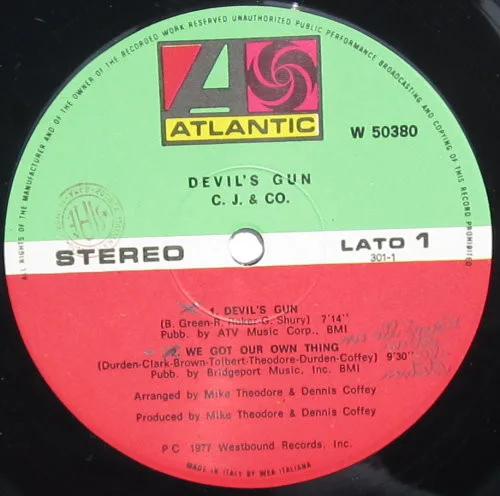 ALL RIGHTS OF THE MANUFACTURER AND OF THE OWNER OF THE RECORDED WORK RESERVED UNAUTHORIZED PUBLIC PERFORMANCE BROADCASTING AND COPYING OF THIS RECORD PROHIBITED
ATLANTIC
W 50380
DEVIL'S GUN
C. J. & CO.
STEREO
LATO 1
301-1
1. DEVIL'S GUN
(B. Green-R. Roker-G. Shury) 7'14"
Pubb. by ATV Music Corp., BMI
2. WE GOT OUR OWN THING
(Durden-Clark-Brown-Tolbert-Theodore-Durden-Coffey) 9'30"
Pubb. by Bridgeport Music, Inc. BMI
Arranged by Mike Theodore & Dennis Coffey
Produced by Mike Theodore & Dennis Coffey
P C 1977 Westbound Records, Inc.
MADE IN ITALY BY WEA ITALIANA